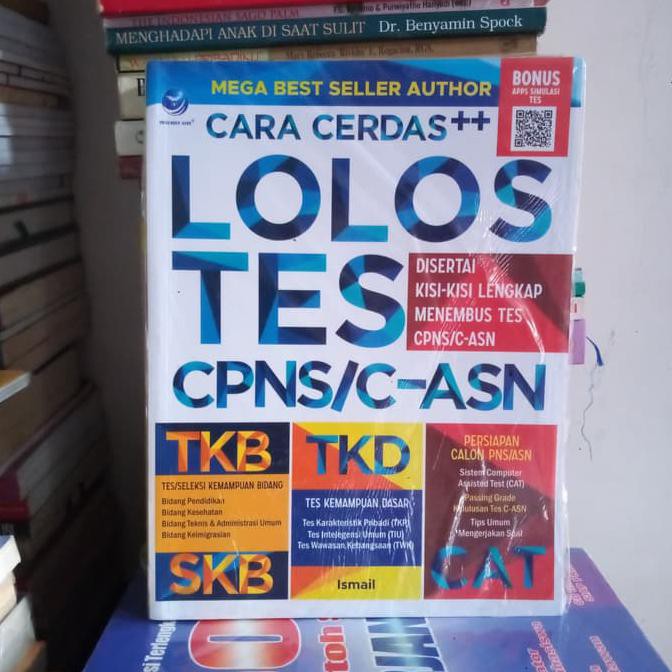 THE INDONESIAN SAGO PALM
MENGHADAPI ANAK DI SAAT SULIT Dr. Benyamin Spock
MEGA BEST SELLER AUTHOR
BONUS
APPS SIMULASI
TES
CARA CERDAS++
LOLOS
TES
DISERTAI
KISI-KISI LENGKAP
MENEMBUS TES
CPNS/C-ASN
CPNS/C-ASN
TKB
TES/SELEKSI KEMAMPUAN BIDANG
Bidang Pendidikan
Bidang Kesehatan
Bidang Teknis & Administrasi Umum
Bidang Keimigrasian
SKB
TKD
TES KEMAMPUAN DASAR
Tes Karakteristik Pribadi (TKP)
Tes Intelegensi Umum (TIU)
Tes Wawasan Kebangsaan (TWK)
Ismail
PERSIAPAN
CALON PNS/ASN
Sistem Computer
Assisted Test (CAT)
Passing Grade
Kelulusan Tes C-ASN
Tips Umum
Mengerjakan Soal
CAT